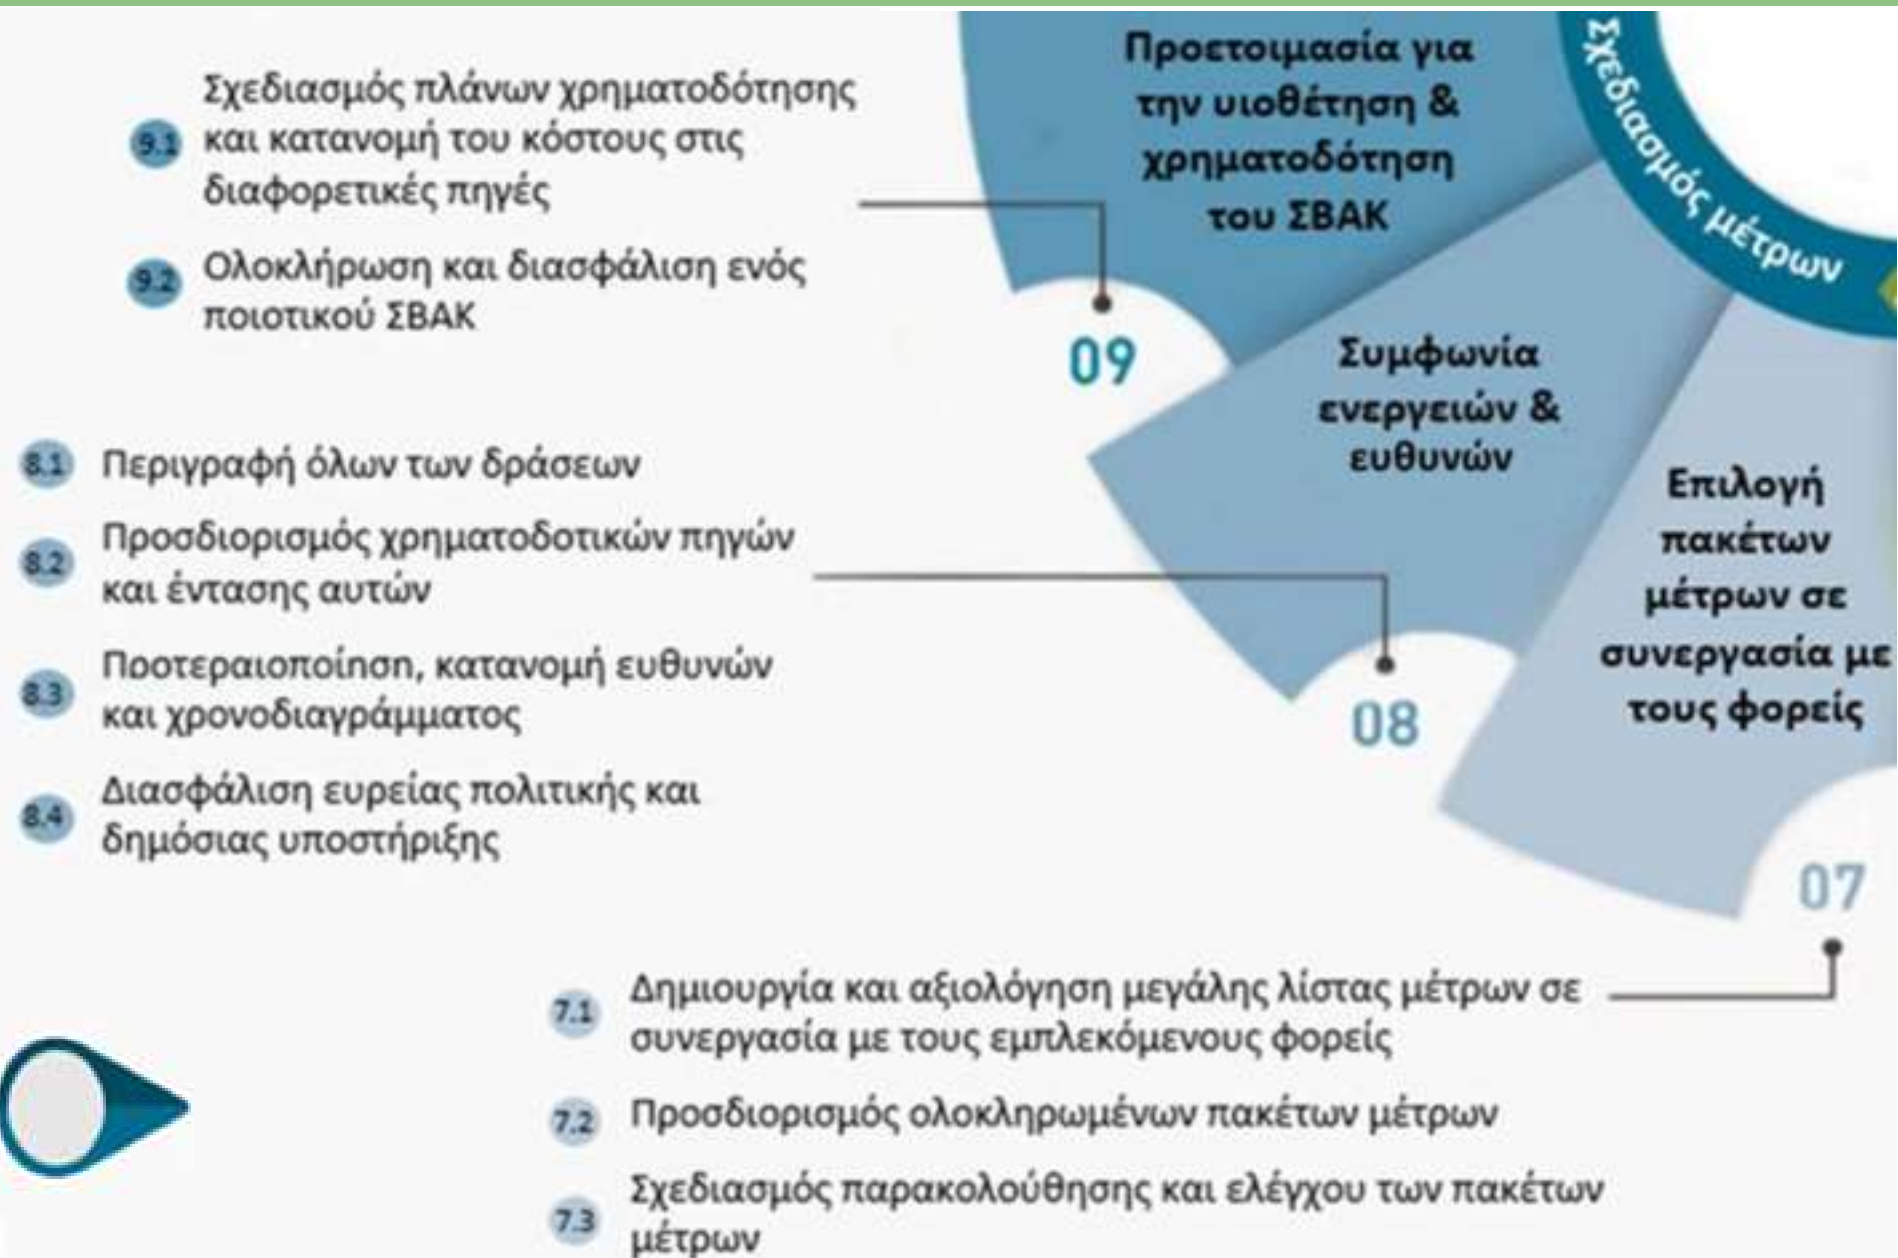 Σχεδιασμός πλάνων χρηματοδότησης
9.1 και κατανομή του κόστους στις
διαφορετικές πηγές
9.2 Ολοκλήρωση και διασφάλιση ενός
ποιοτικού ΣΒΑΚ
Προετοιμασία για
την υιοθέτηση &
χρηματοδότηση
του ΣΒΑΚ
09
Σχεδιασμός μέτρων
8.1 Περιγραφή όλων των δράσεων
8.2 Προσδιορισμός χρηματοδοτικών πηγών
και έντασης αυτών
8.3 Προτεραιοποίηση, κατανομή ευθυνών
και χρονοδιαγράμματος
8.4 Διασφάλιση ευρείας πολιτικής και
δημόσιας υποστήριξης
Συμφωνία
ενεργειών &
ευθυνών
08
Επιλογή
πακέτων
μέτρων σε
συνεργασία με
τους φορείς
07
7.1 Δημιουργία και αξιολόγηση μεγάλης λίστας μέτρων σε
συνεργασία με τους εμπλεκόμενους φορείς
7.2 Προσδιορισμός ολοκληρωμένων πακέτων μέτρων
7.3 Σχεδιασμός παρακολούθησης και ελέγχου των πακέτων
μέτρων